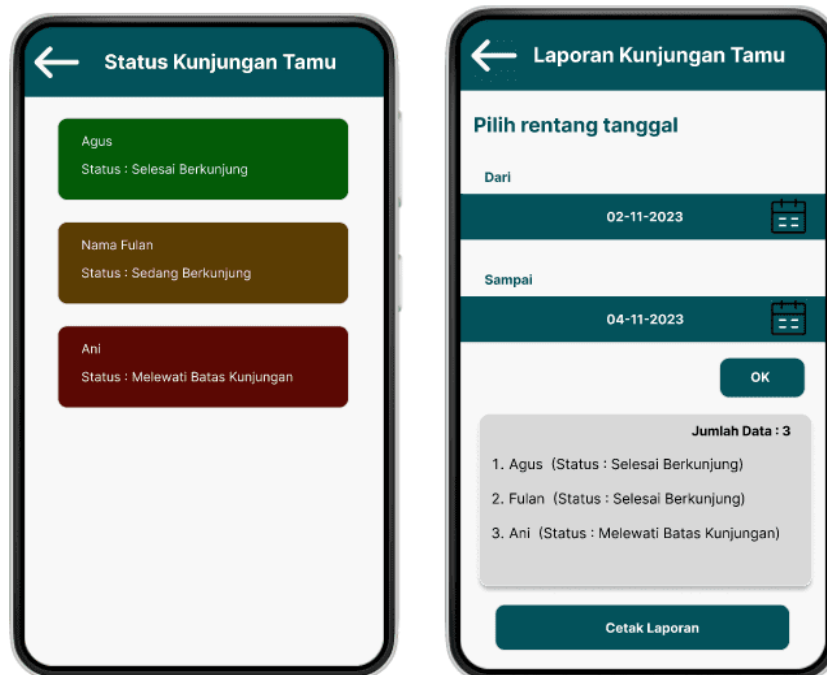 Status Kunjungan Tamu
Agus
Status : Selesai Berkunjung
Nama Fulan
Status : Sedang Berkunjung
Ani
Status : Melewati Batas Kunjungan
Laporan Kunjungan Tamu
Pilih rentang tanggal
Dari
02-11-2023
Sampai
04-11-2023
OK
Jumlah Data : 3
1. Agus (Status : Selesai Berkunjung)
2. Fulan (Status : Selesai Berkunjung)
3. Ani (Status : Melewati Batas Kunjungan)
Cetak Laporan